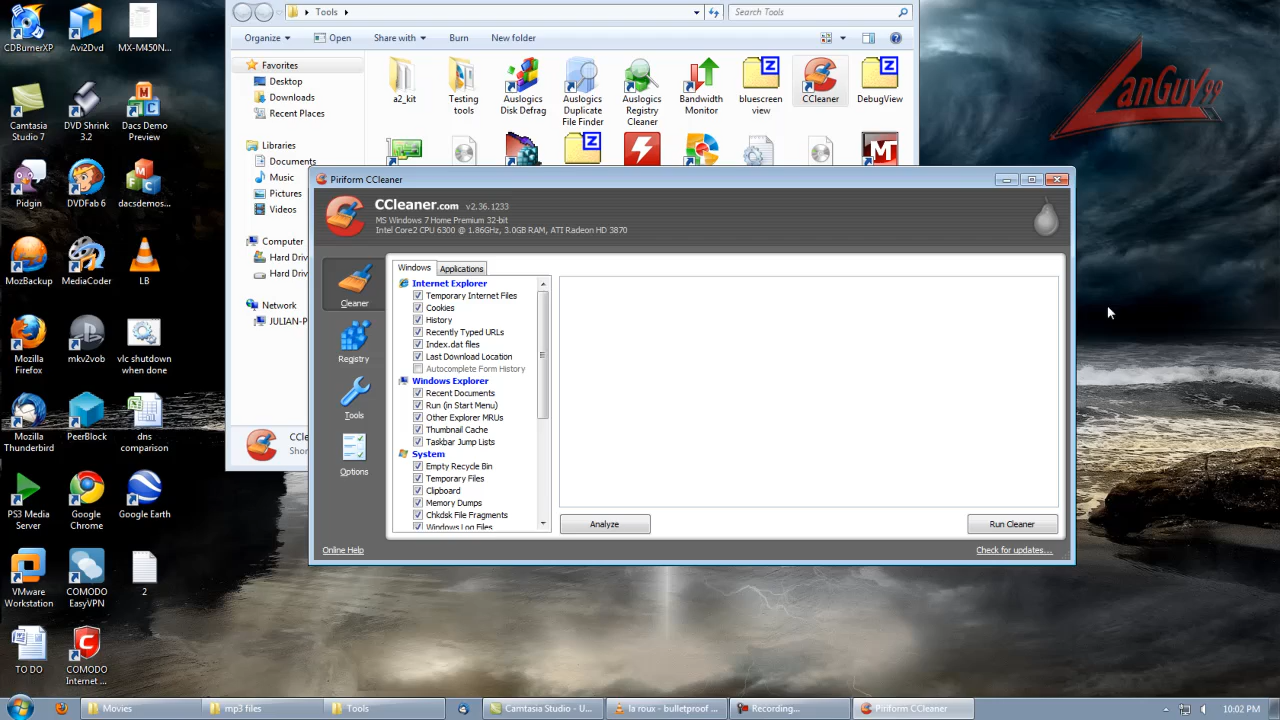 CDBurnerXP
Avi2Dvd
MX-M450N...
Camtasia Studio 7
DVD Shrink 3.2
Dacs Demo Preview
Pidgin
DVDFab 6
dacsdemos...
MozBackup
MediaCoder
LB
Mozilla Firefox
mkv2vob
vlc shutdown when done
Mozilla Thunderbird
PeerBlock
dns comparison
PS3 Media Server
Google Chrome
Google Earth
VMware Workstation
COMODO EasyVPN
2
TO DO
COMODO Internet ...
LanGuy99
Tools
Search Tools
Organize
Open
Share with
Burn
New folder
Favorites
Desktop
Downloads
Recent Places
Libraries
Documents
Music
Pictures
Videos
Computer
Hard Driv
Hard Driv
Network
JULIAN-P
a2_kit
Testing tools
Auslogics Disk Defrag
Auslogics Duplicate File Finder
Auslogics Registry Cleaner
Bandwidth Monitor
bluescreen view
CCleaner
DebugView
CCle
Shor
Piriform CCleaner
CCleaner.com v2.36.1233
MS Windows 7 Home Premium 32-bit
Intel Core2 CPU 6300 @ 1.86GHz, 3.0GB RAM, ATI Radeon HD 3870
Cleaner
Registry
Tools
Options
Windows
Applications
Internet Explorer
Temporary Internet Files
Cookies
History
Recently Typed URLs
Index.dat files
Last Download Location
Autocomplete Form History
Windows Explorer
Recent Documents
Run (in Start Menu)
Other Explorer MRUs
Thumbnail Cache
Taskbar Jump Lists
System
Empty Recycle Bin
Temporary Files
Clipboard
Memory Dumps
Chkdsk File Fragments
Windows Log Files
Analyze
Run Cleaner
Online Help
Check for updates...
Movies
mp3 files
Tools
Camtasia Studio - U...
la roux - bulletproof ...
Recording...
Piriform CCleaner
10:02 PM